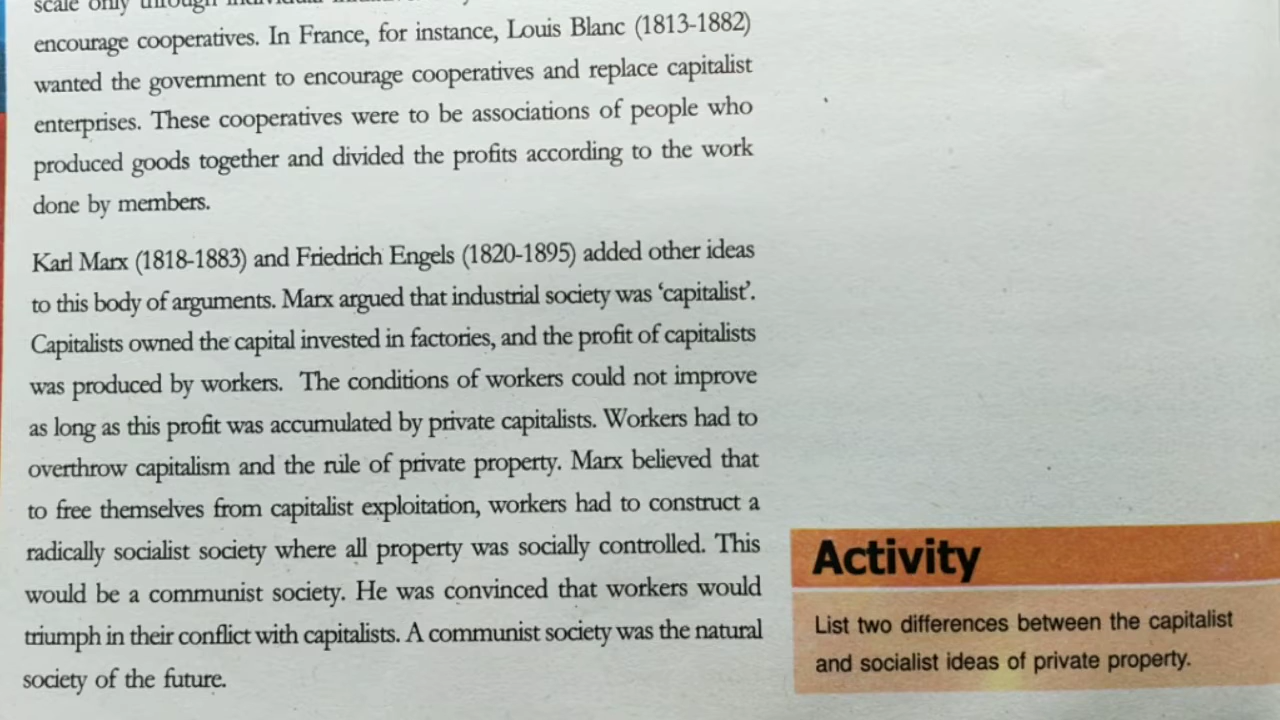 scale only through individual
encourage cooperatives. In France, for instance, Louis Blanc (1813-1882)
wanted the government to encourage cooperatives and replace capitalist
enterprises. These cooperatives were to be associations of people who
produced goods together and divided the profits according to the work
done by members.
Karl Marx (1818-1883) and Friedrich Engels (1820-1895) added other ideas
to this body of arguments. Marx argued that industrial society was ‘capitalist’.
Capitalists owned the capital invested in factories, and the profit of capitalists
was produced by workers. The conditions of workers could not improve
as long as this profit was accumulated by private capitalists. Workers had to
overthrow capitalism and the rule of private property. Marx believed that
to free themselves from capitalist exploitation, workers had to construct a
radically socialist society where all property was socially controlled. This
would be a communist society. He was convinced that workers would
triumph in their conflict with capitalists. A communist society was the natural
society of the future.
Activity
List two differences between the capitalist
and socialist ideas of private property.